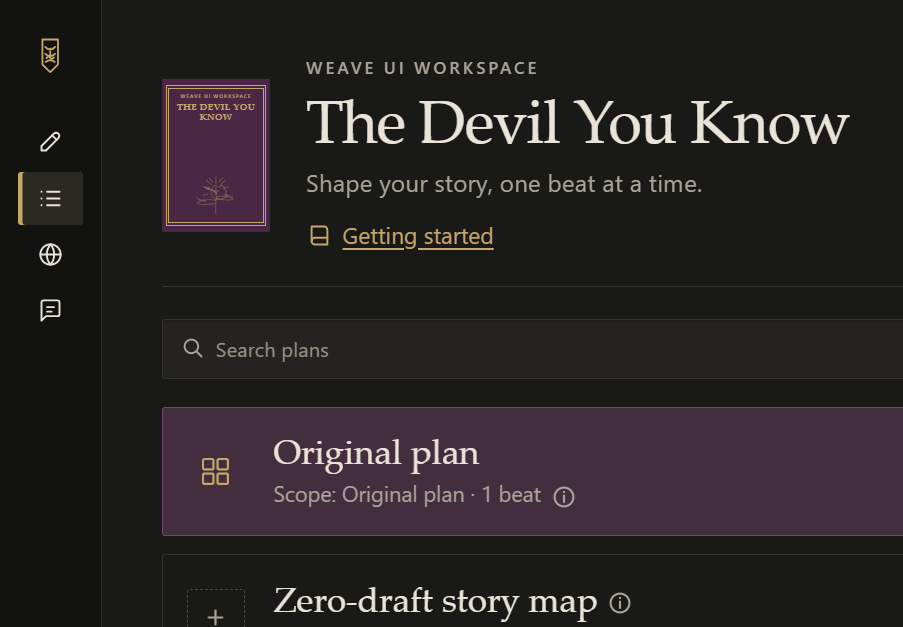 WEAVE UI WORKSPACE
THE DEVIL YOU
KNOW
WEAVE UI WORKSPACE
The Devil You Know
Shape your story, one beat at a time.
Getting started
Search plans
Original plan
Scope: Original plan · 1 beat
Zero-draft story map